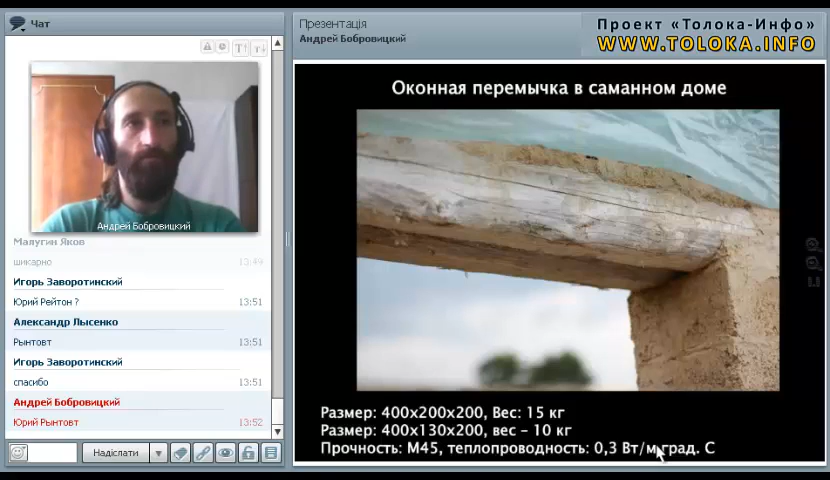 Чат
Андрей Бобровицкий
Малугин Яков
шикарно 13:49
Игорь Заворотинский
Юрий Рейтон ? 13:51
Александр Лысенко
Рынтовт 13:51
Игорь Заворотинский
спасибо 13:51
Андрей Бобровицкий
Юрий Рынтовт 13:52
Надіслати
Презентація
Андрей Бобровицкий
Проект «Толока-Инфо»
WWW.TOLOKA.INFO
Оконная перемычка в саманном доме
Размер: 400х200х200, Вес: 15 кг
Размер: 400х130х200, вес – 10 кг
Прочность: М45, теплопроводность: 0,3 Вт/м град. С